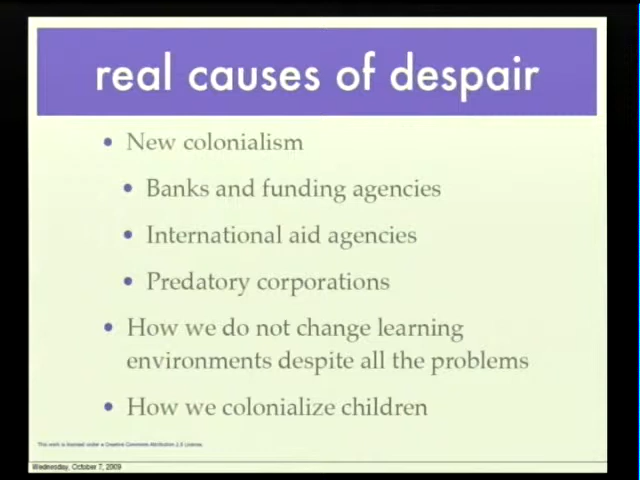 real causes of despair
• New colonialism
• Banks and funding agencies
• International aid agencies
• Predatory corporations
• How we do not change learning
environments despite all the problems
• How we colonialize children
This work is licensed under a Creative Commons Attribution 2.5 License.
Wednesday, October 7, 2009